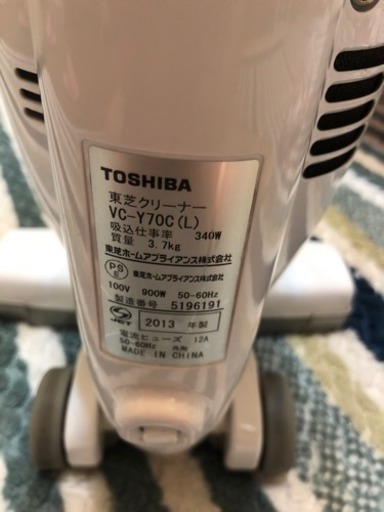 TOSHIBA
東芝クリーナー
VC-Y70C(L)
吸込仕事率 340W
質量 3.7kg
東芝ホームアプライアンス株式会社
PS E 東芝ホームアプライアンス株式会社
100V 900W 50-60Hz
製造番号 5196191
JET 2013 年製
電流ヒューズ 12A
50-60Hz 共用
MADE IN CHINA